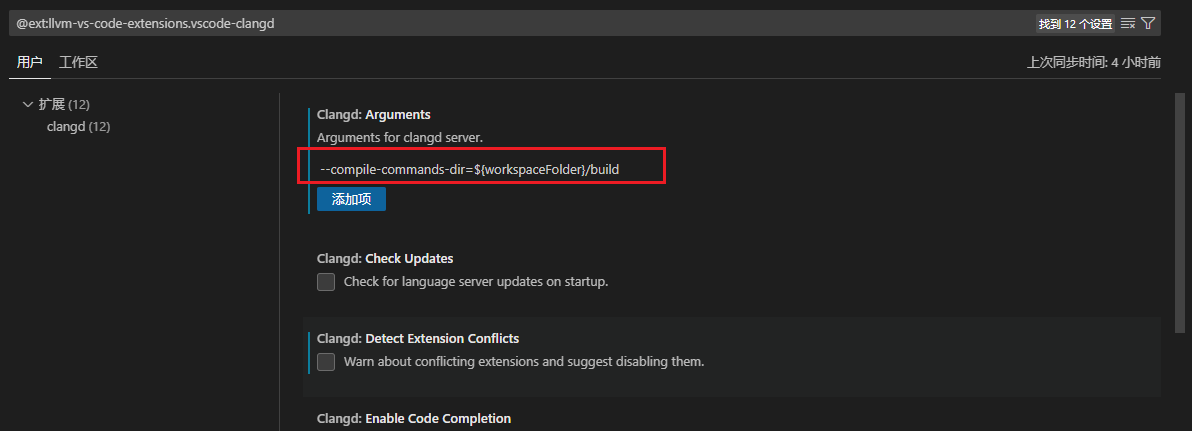 @ext:llvm-vs-code-extensions.vscode-clangd
找到 12 个设置
用户 工作区
上次同步时间: 4 小时前
扩展 (12)
clangd (12)
Clangd: Arguments
Arguments for clangd server.
--compile-commands-dir=${workspaceFolder}/build
添加项
Clangd: Check Updates
Check for language server updates on startup.
Clangd: Detect Extension Conflicts
Warn about conflicting extensions and suggest disabling them.
Clangd: Enable Code Completion